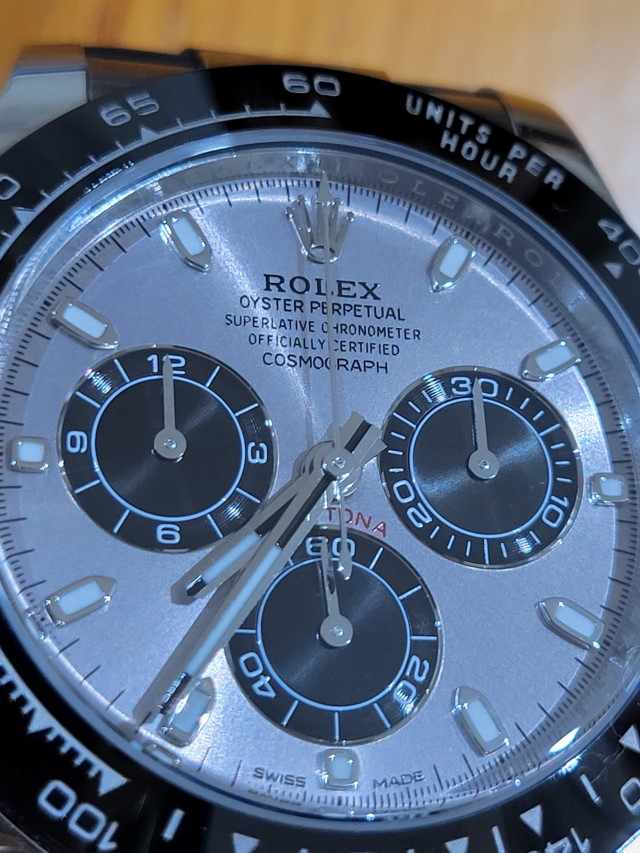 60
65
UNITS PER
HOUR
40
ROLEX
OYSTER PERPETUAL
SUPERLATIVE CHRONOMETER
OFFICIALLY CERTIFIED
COSMOGRAPH
12
9
3
6
30
20
10
TONA
60
40
20
SWISS MADE
100